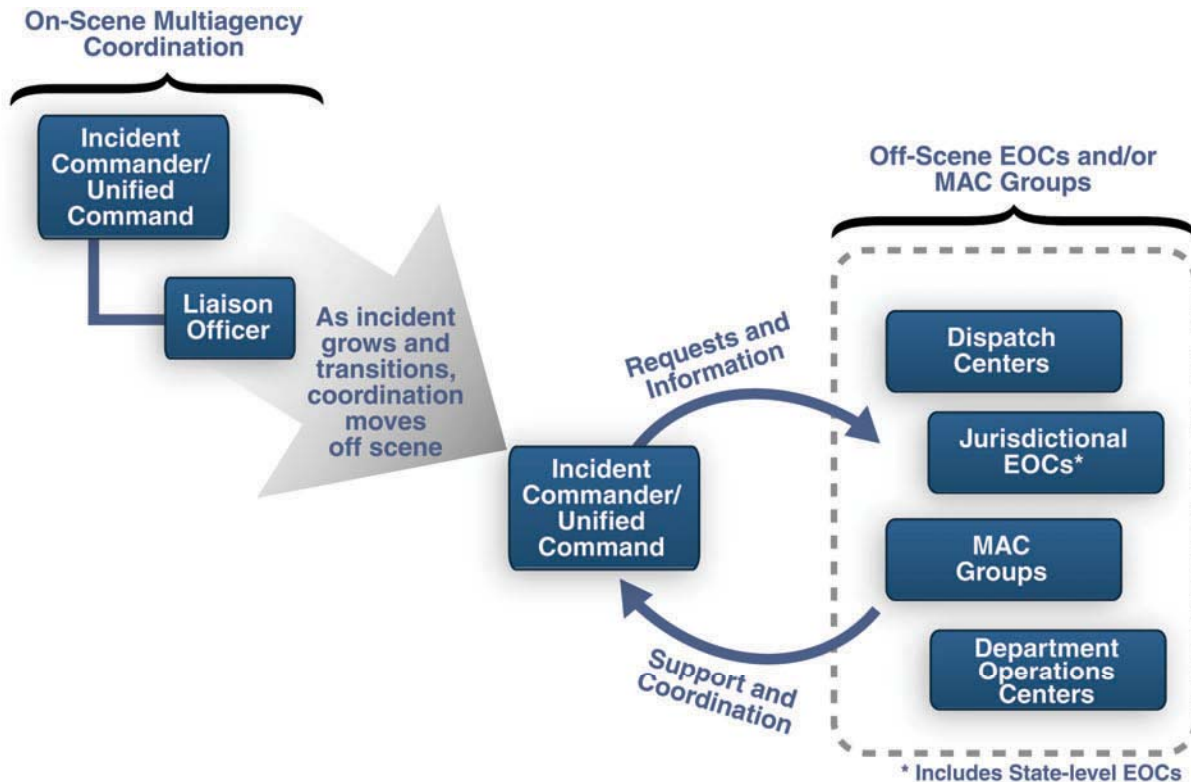 On-Scene Multiagency
Coordination
Incident
Commander/
Unified
Command
Liaison
Officer
As incident
grows and
transitions,
coordination
moves
off scene
Incident
Commander/
Unified
Command
Requests and
Information
Support and
Coordination
Off-Scene EOCs and/or
MAC Groups
Dispatch
Centers
Jurisdictional
EOCs*
MAC
Groups
Department
Operations
Centers
* Includes State-level EOCs